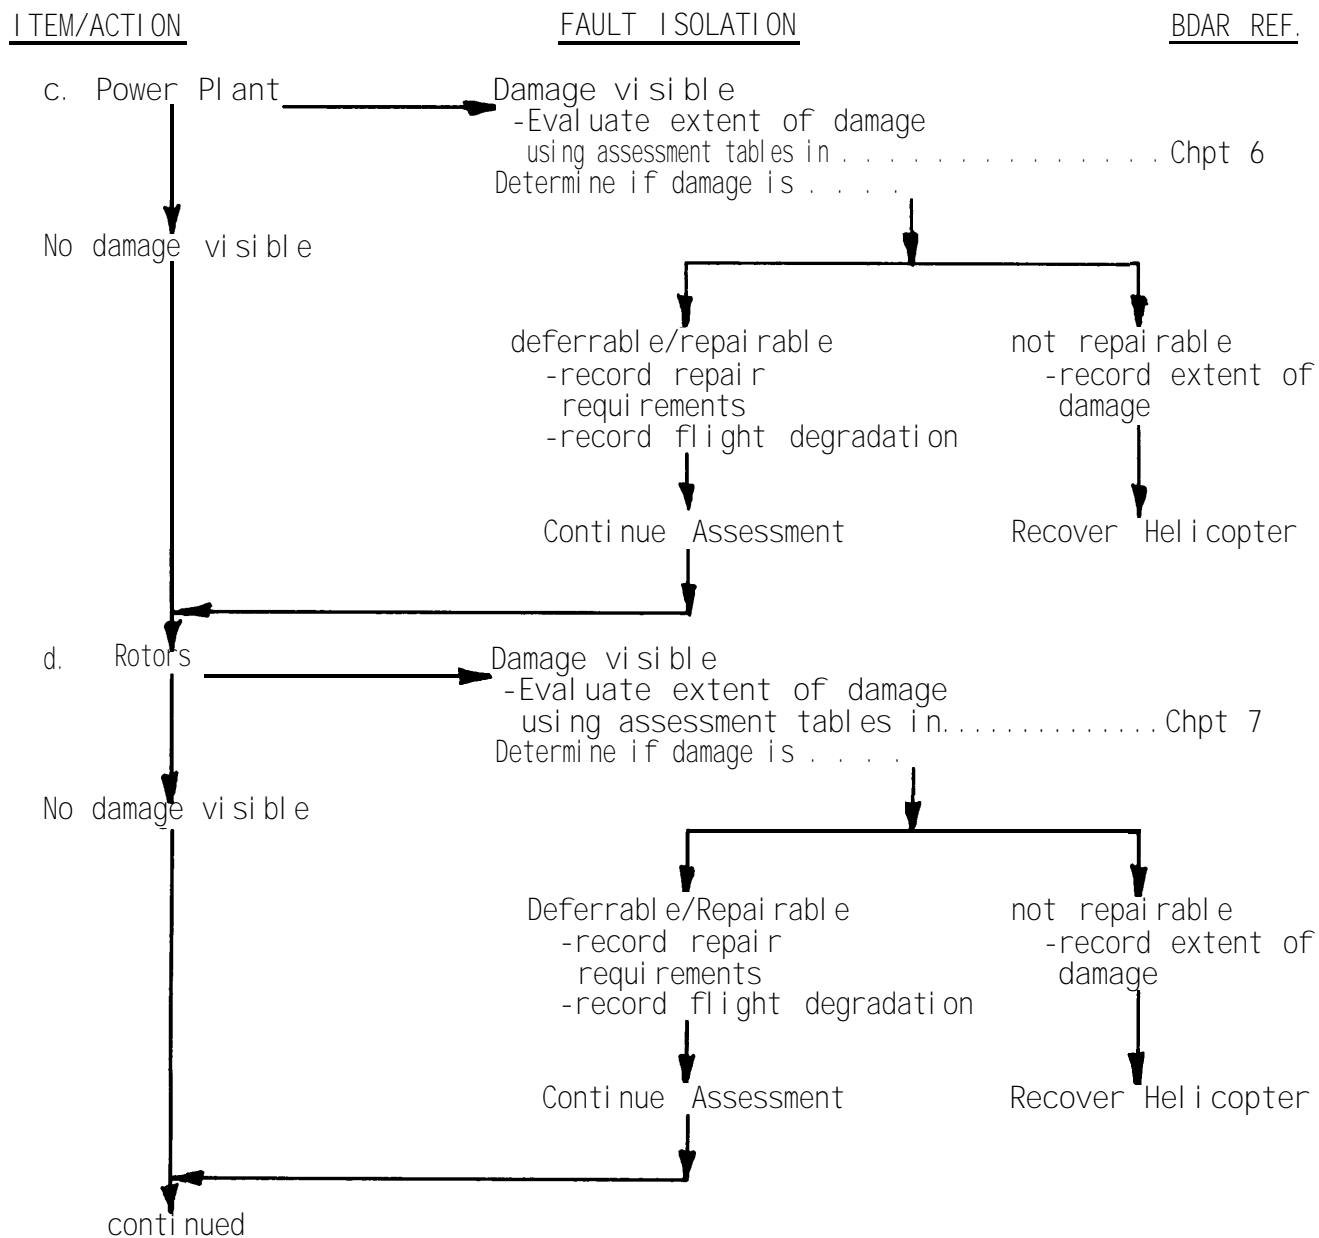 ITEM/ACTION FAULT ISOLATION BDAR REF.
c. Power Plant Damage visible
-Evaluate extent of damage
using assessment tables in . . . . . . . . . . . . . . Chpt 6
Determine if damage is . . . .
No damage visible
deferrable/repairable not repairable
-record repair -record extent of
requirements damage
-record flight degradation
Continue Assessment Recover Helicopter
d. Rotors Damage visible
-Evaluate extent of damage
using assessment tables in. . . . . . . . . . . . . . Chpt 7
Determine if damage is . . . .
No damage visible
Deferrable/Repairable not repairable
-record repair -record extent of
requirements damage
-record flight degradation
Continue Assessment Recover Helicopter
continued